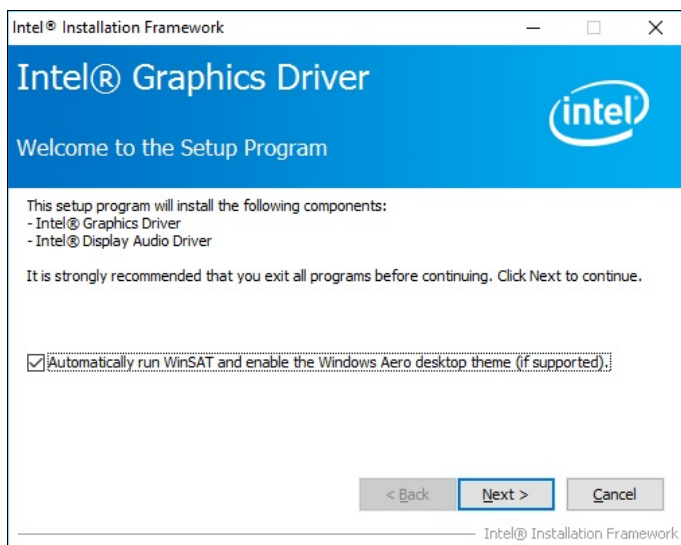 Intel® Installation Framework
Intel® Graphics Driver
intel
Welcome to the Setup Program
This setup program will install the following components:
- Intel® Graphics Driver
- Intel® Display Audio Driver
It is strongly recommended that you exit all programs before continuing. Click Next to continue.
Automatically run WinSAT and enable the Windows Aero desktop theme (if supported).
< Back
Next >
Cancel
Intel® Installation Framework